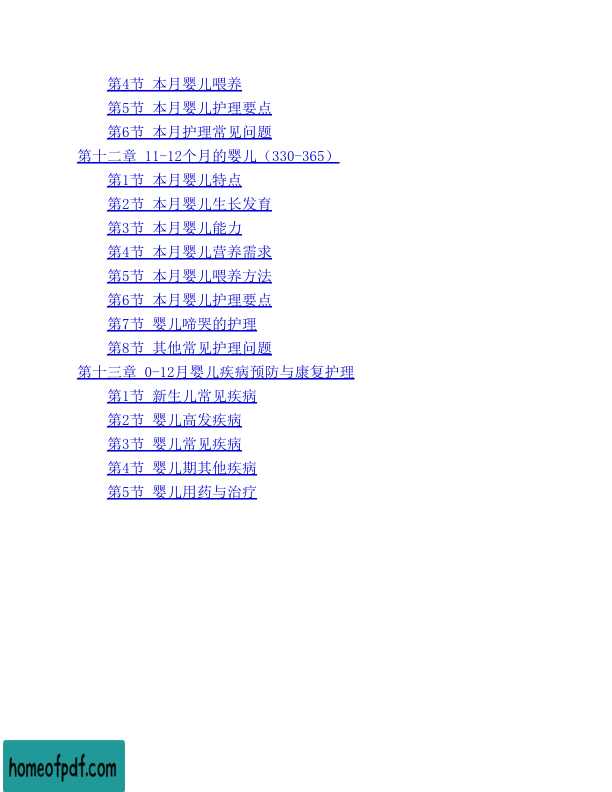 第4节 本月婴儿喂养
第5节 本月婴儿护理要点
第6节 本月护理常见问题
第十二章 11-12个月的婴儿（330-365）
第1节 本月婴儿特点
第2节 本月婴儿生长发育
第3节 本月婴儿能力
第4节 本月婴儿营养需求
第5节 本月婴儿喂养方法
第6节 本月婴儿护理要点
第7节 婴儿啼哭的护理
第8节 其他常见护理问题
第十三章 0-12月婴儿疾病预防与康复护理
第1节 新生儿常见疾病
第2节 婴儿高发疾病
第3节 婴儿常见疾病
第4节 婴儿期其他疾病
第5节 婴儿用药与治疗
homeofpdf.com